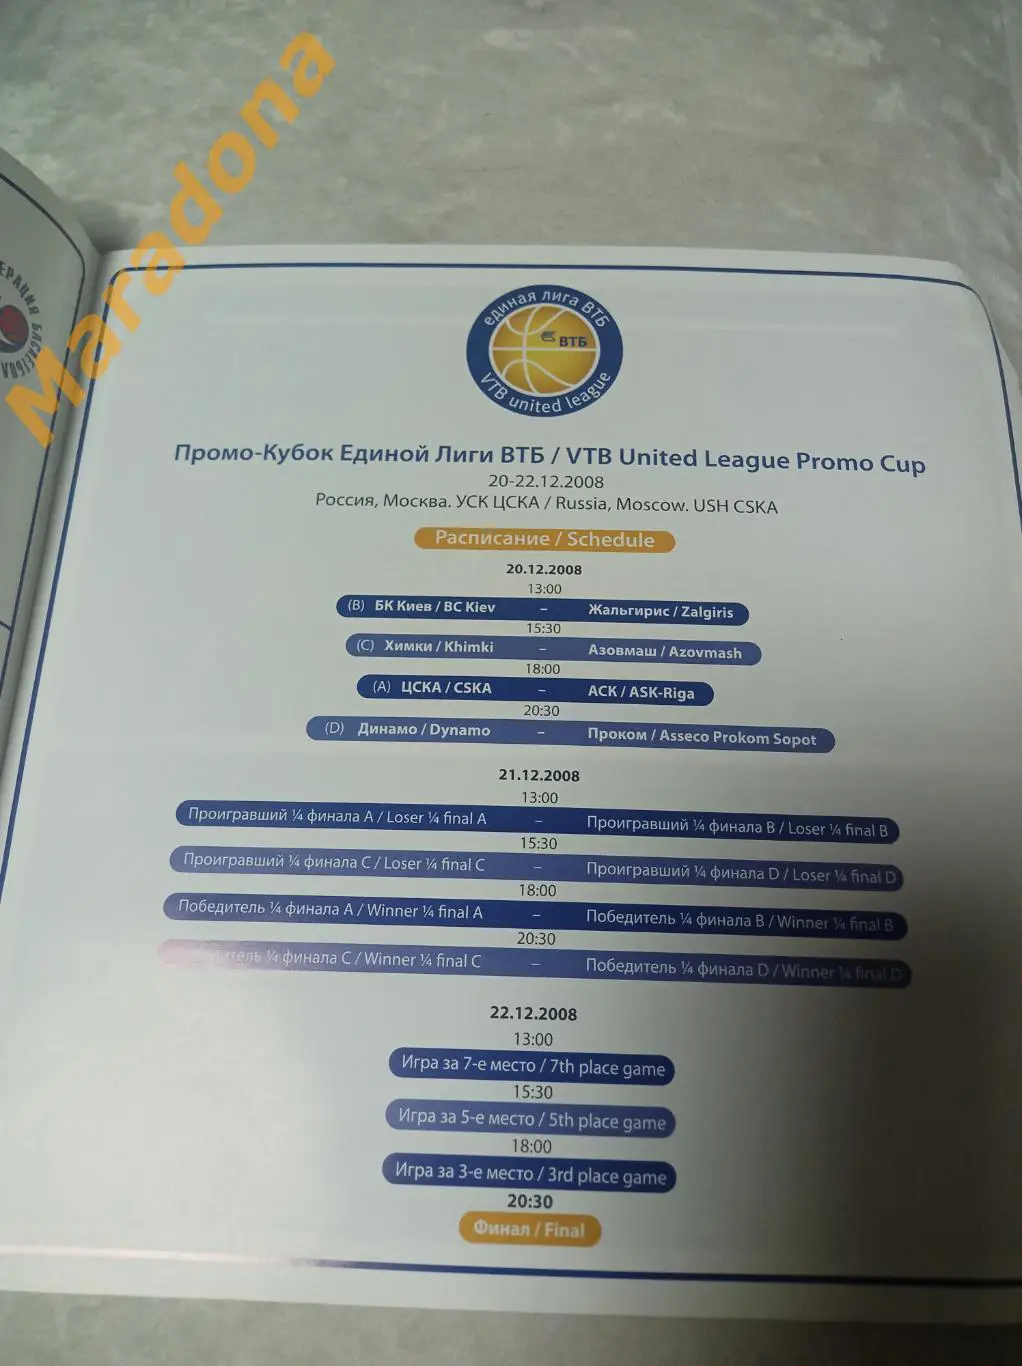 Maradona
ЕРАЦИЯ БАСКЕТБОЛ
единая лига ВТБ
ВТБ
VTB united league
Промо-Кубок Единой Лиги ВТБ / VTB United League Promo Cup
20-22.12.2008
Россия, Москва. УСК ЦСКА / Russia, Moscow. USH CSKA
Расписание / Schedule
20.12.2008
13:00
(B) БК Киев / BC Kiev – Жальгирис / Zalgiris
15:30
(C) Химки / Khimki – Азовмаш / Azovmash
18:00
(A) ЦСКА / CSKA – АСК / ASK-Riga
20:30
(D) Динамо / Dynamo – Проком / Asseco Prokom Sopot
21.12.2008
13:00
Проигравший ¼ финала A / Loser ¼ final A – Проигравший ¼ финала B / Loser ¼ final B
15:30
Проигравший ¼ финала C / Loser ¼ final C – Проигравший ¼ финала D / Loser ¼ final D
18:00
Победитель ¼ финала A / Winner ¼ final A – Победитель ¼ финала B / Winner ¼ final B
20:30
¼ финала C / Winner ¼ final C – Победитель ¼ финала D / Winner ¼ final D
22.12.2008
13:00
Игра за 7-е место / 7th place game
15:30
Игра за 5-е место / 5th place game
18:00
Игра за 3-е место / 3rd place game
20:30
Финал / Final